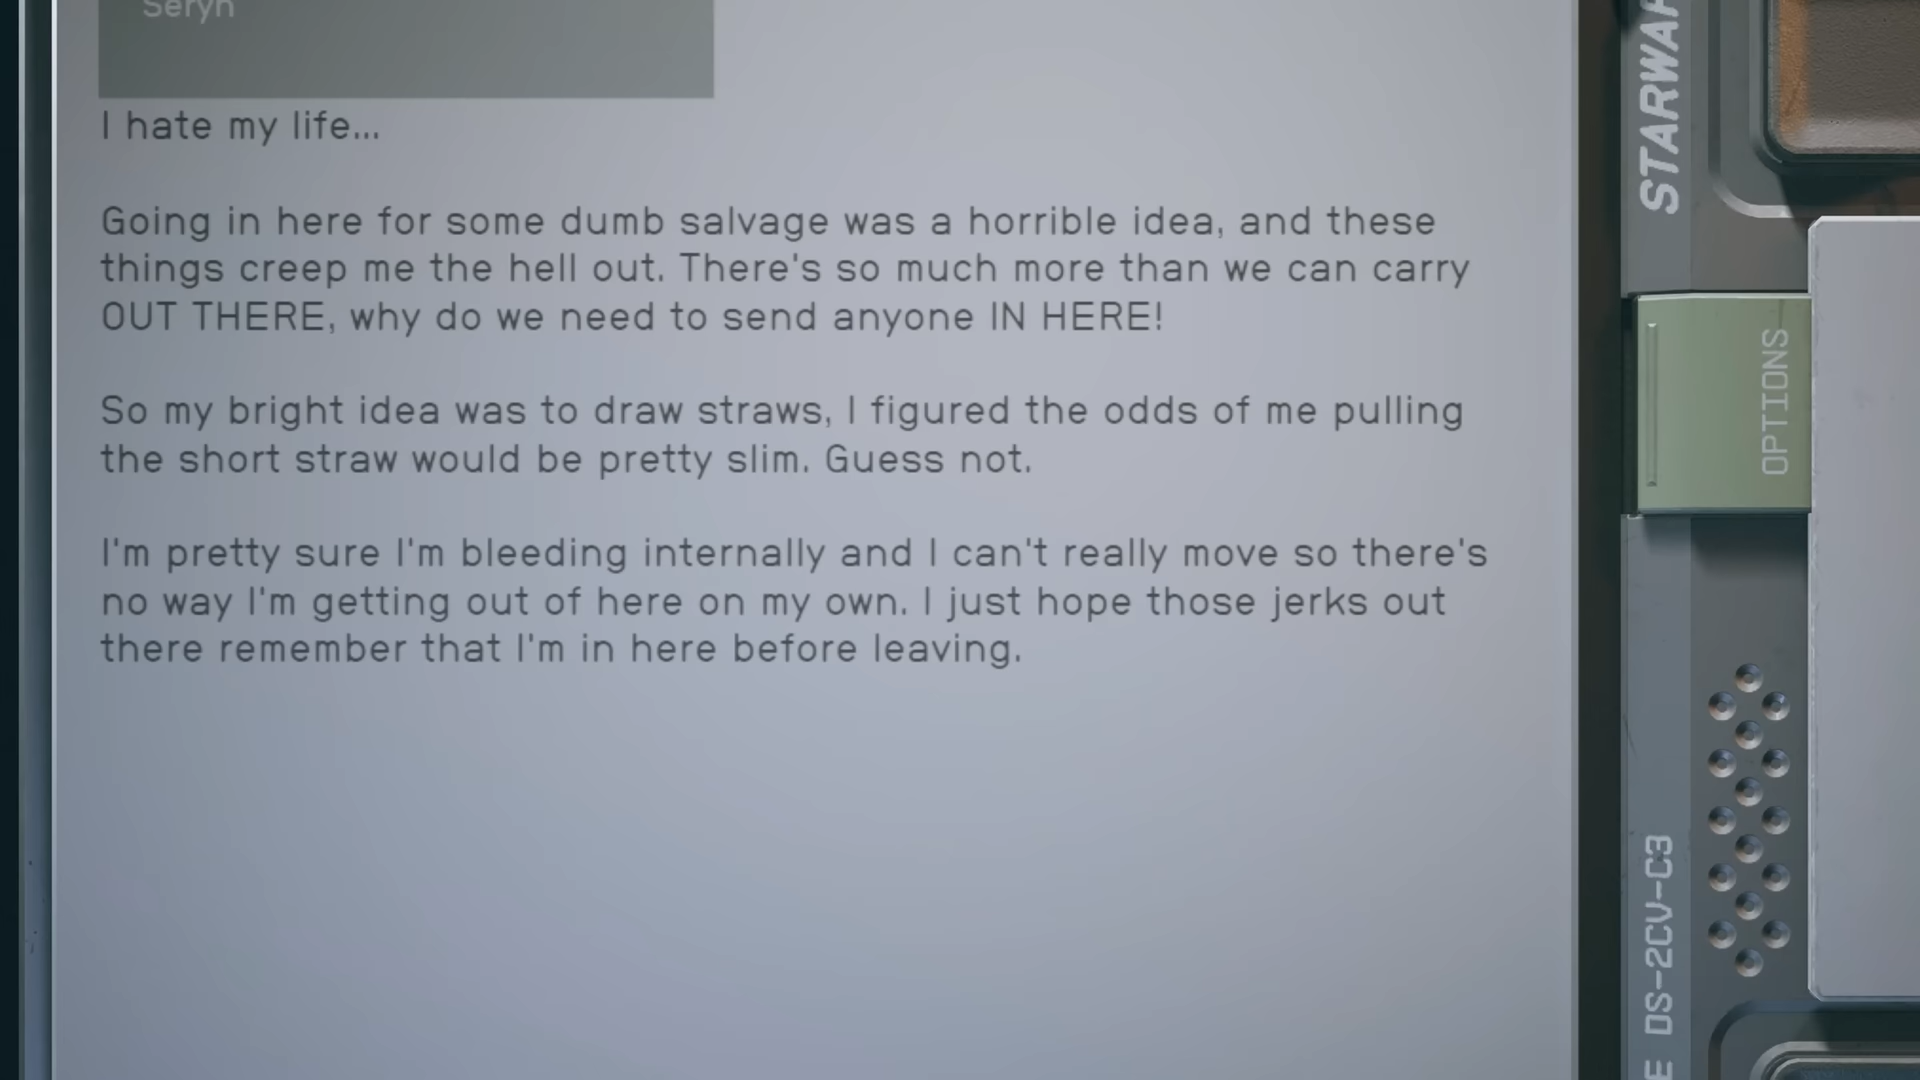 Seryn
I hate my life...
Going in here for some dumb salvage was a horrible idea, and these
things creep me the hell out. There's so much more than we can carry
OUT THERE, why do we need to send anyone IN HERE!
So my bright idea was to draw straws, I figured the odds of me pulling
the short straw would be pretty slim. Guess not.
I'm pretty sure I'm bleeding internally and I can't really move so there's
no way I'm getting out of here on my own. I just hope those jerks out
there remember that I'm in here before leaving.
OPTIONS
DS-2CV-C3